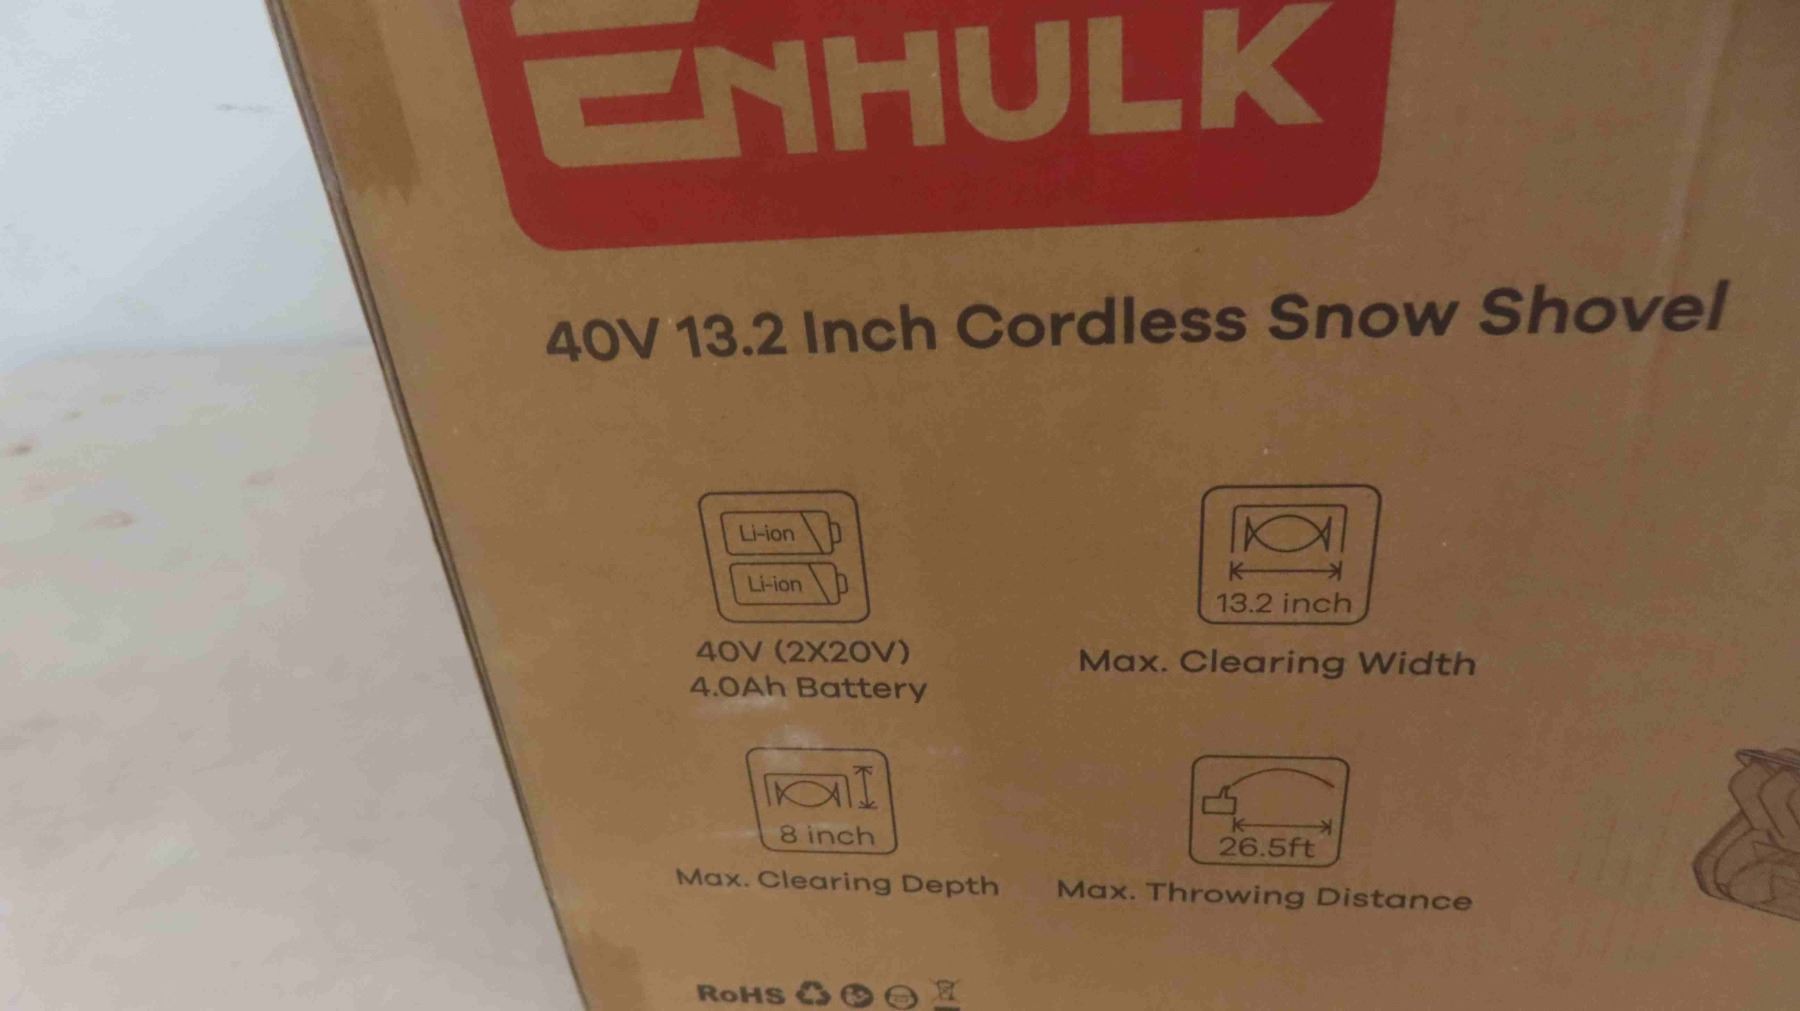 ENHULK
40V 13.2 Inch Cordless Snow Shovel
Li-ion
Li-ion
40V (2X20V)
4.0Ah Battery
13.2 inch
Max. Clearing Width
8 inch
Max. Clearing Depth
26.5ft
Max. Throwing Distance
RoHS